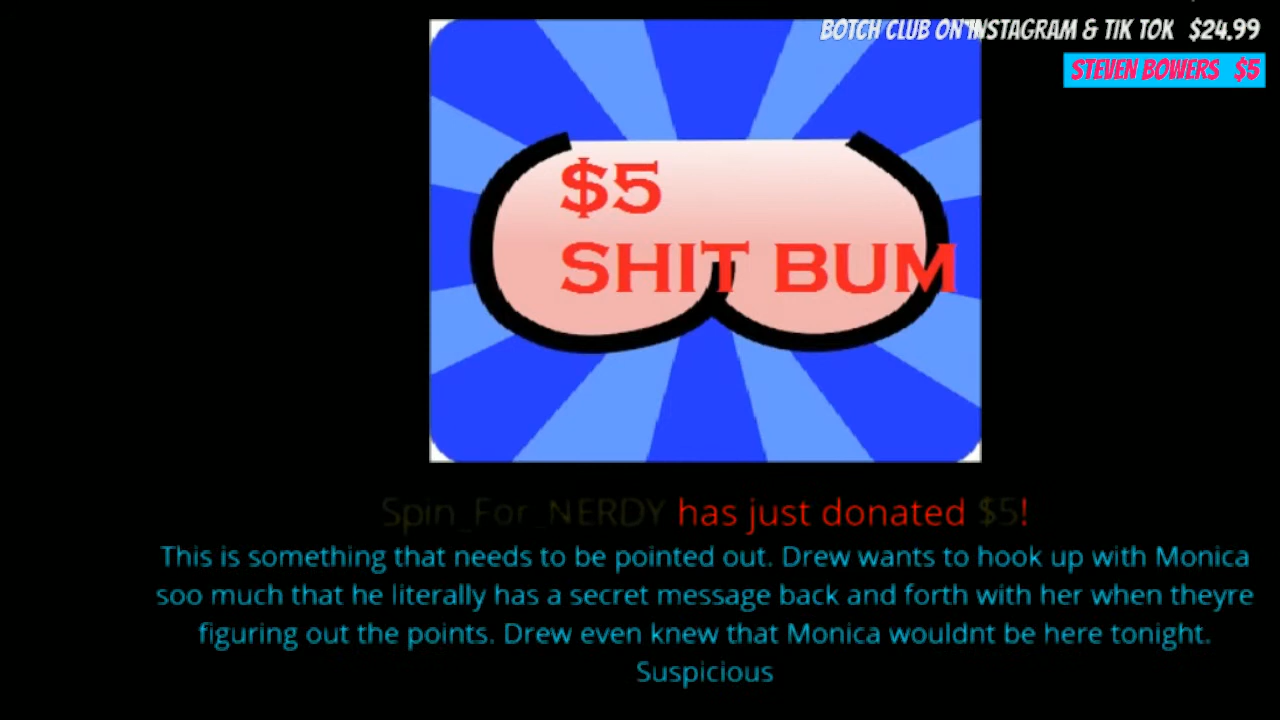 BOTCH CLUB ON INSTAGRAM & TIK TOK $24.99
STEVEN BOWERS $5
$5
SHIT BUM
Spin_For_NERDY has just donated $5!
This is something that needs to be pointed out. Drew wants to hook up with Monica
soo much that he literally has a secret message back and forth with her when theyre
figuring out the points. Drew even knew that Monica wouldnt be here tonight.
Suspicious